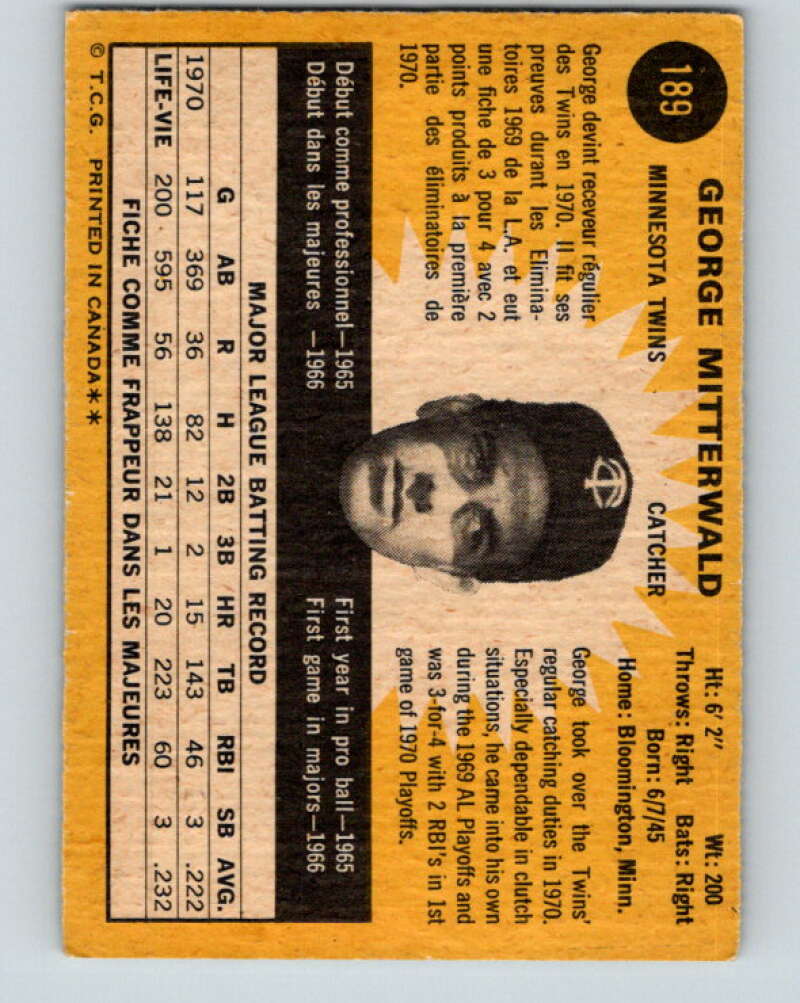 189
GEORGE MITTERWALD
MINNESOTA TWINS
CATCHER
Ht: 6' 2" Wt: 200
Throws: Right Bats: Right
Born: 6/7/45
Home: Bloomington, Minn.
George devint receveur régulier
des Twins en 1970. Il fit ses
preuves durant les Elimina-
toires 1969 de la L.A. et eut
une fiche de 3 pour 4 avec 2
points produits à la première
partie des éliminatoires de
1970.
George took over the Twins'
regular catching duties in 1970.
Especially dependable in clutch
situations, he came into his own
during the 1969 AL Playoffs and
was 3-for-4 with 2 RBI's in 1st
game of 1970 Playoffs.
Début comme professionnel—1965
Début dans les majeures —1966
First year in pro ball—1965
First game in majors—1966
MAJOR LEAGUE BATTING RECORD
G AB R H 2B 3B HR TB RBI SB AVG.
1970 117 369 36 82 12 2 15 143 46 3 .222
LIFE-VIE 200 595 56 138 21 1 20 223 60 3 .232
FICHE COMME FRAPPEUR DANS LES MAJEURES
© T.C.G. PRINTED IN CANADA**